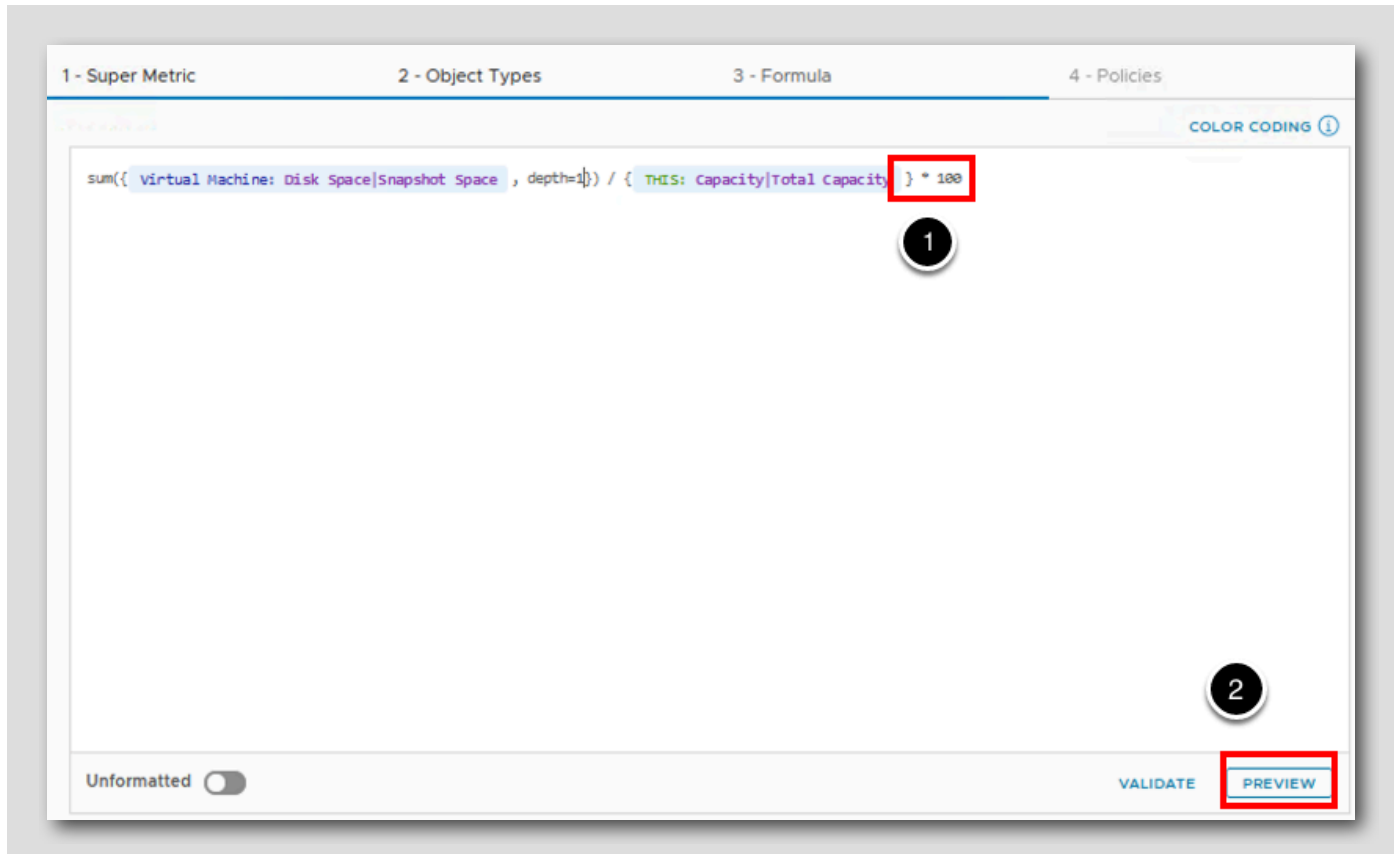 1 - Super Metric 2 - Object Types 3 - Formula 4 - Policies
COLOR CODING i
sum({ Virtual Machine: Disk Space|Snapshot Space , depth=1}) / { THIS: Capacity|Total Capacity } * 100
1
2
Unformatted VALIDATE PREVIEW